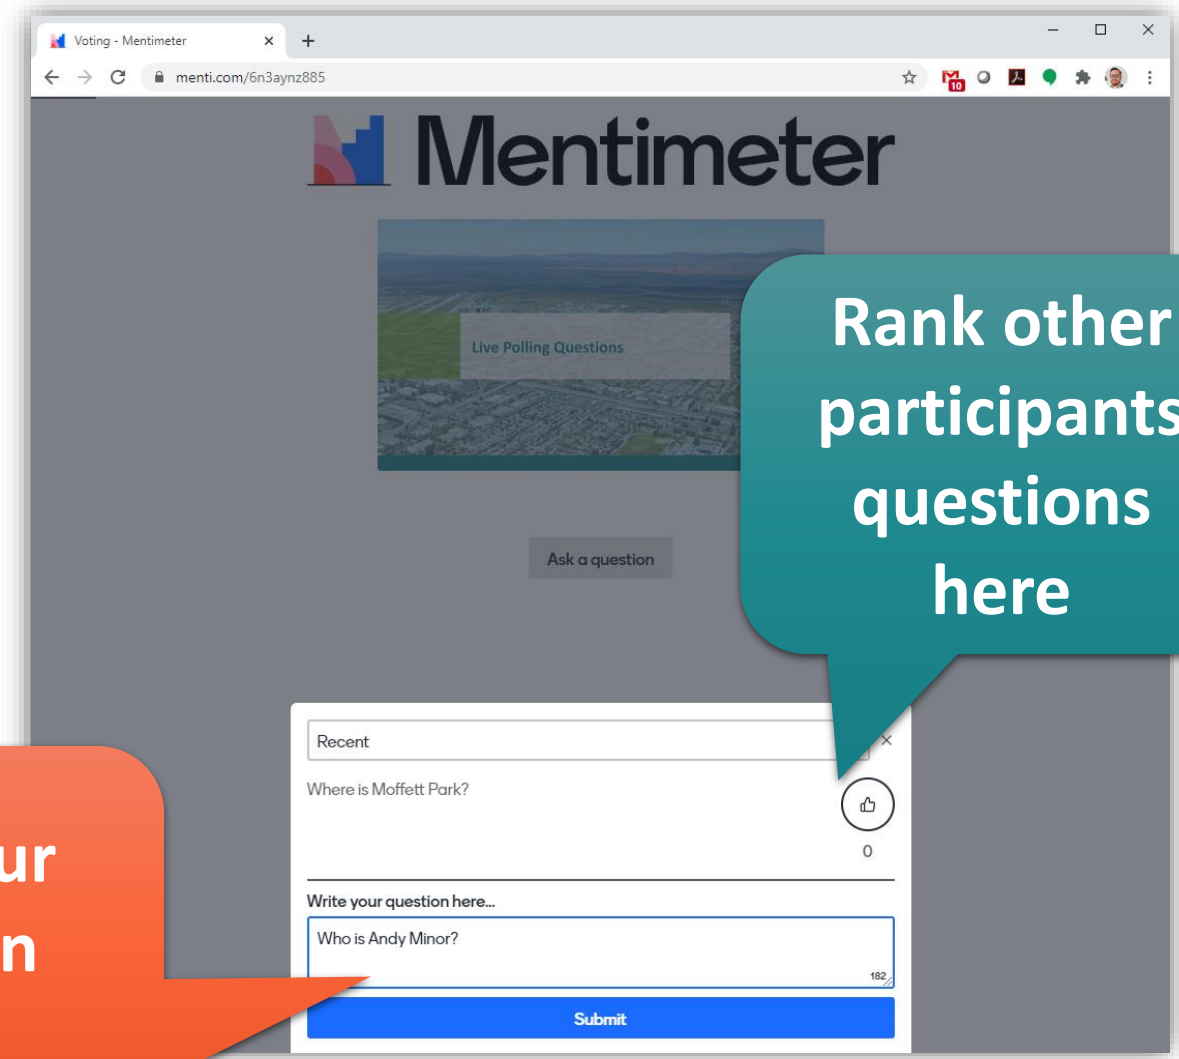 Voting - Mentimeter
menti.com/6n3aynz885
10
Mentimeter
Live Polling Questions
Rank other
participants
questions
here
Ask a question
Recent
Where is Moffett Park?
0
ur
n
Write your question here...
Who is Andy Minor?
182
Submit